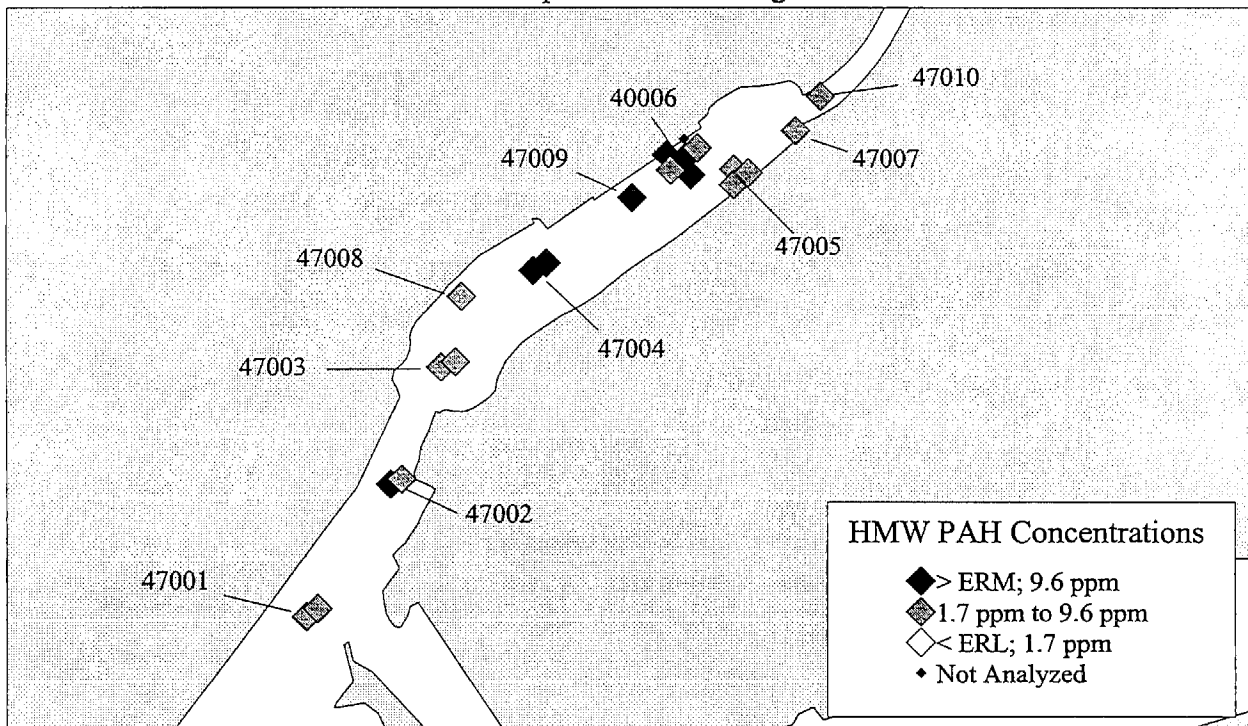 47010
40006
47009
47007
47005
47008
47004
47003
47002
47001
HMW PAH Concentrations
> ERM; 9.6 ppm
1.7 ppm to 9.6 ppm
< ERL; 1.7 ppm
Not Analyzed